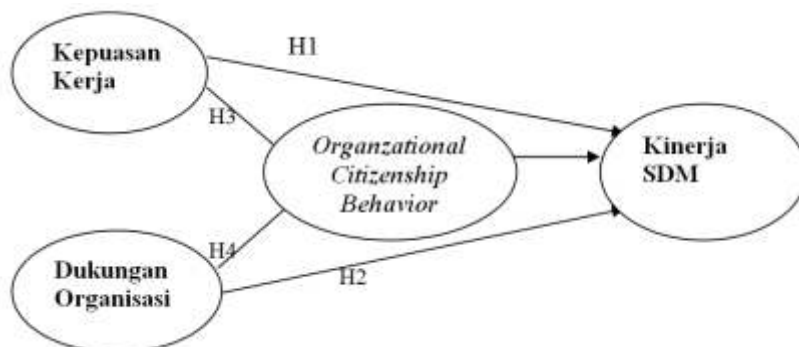 Kepuasan
Kerja
H1
H3
Organzational
Citizenship
Behavior
Kinerja
SDM
H4
Dukungan
Organisasi
H2